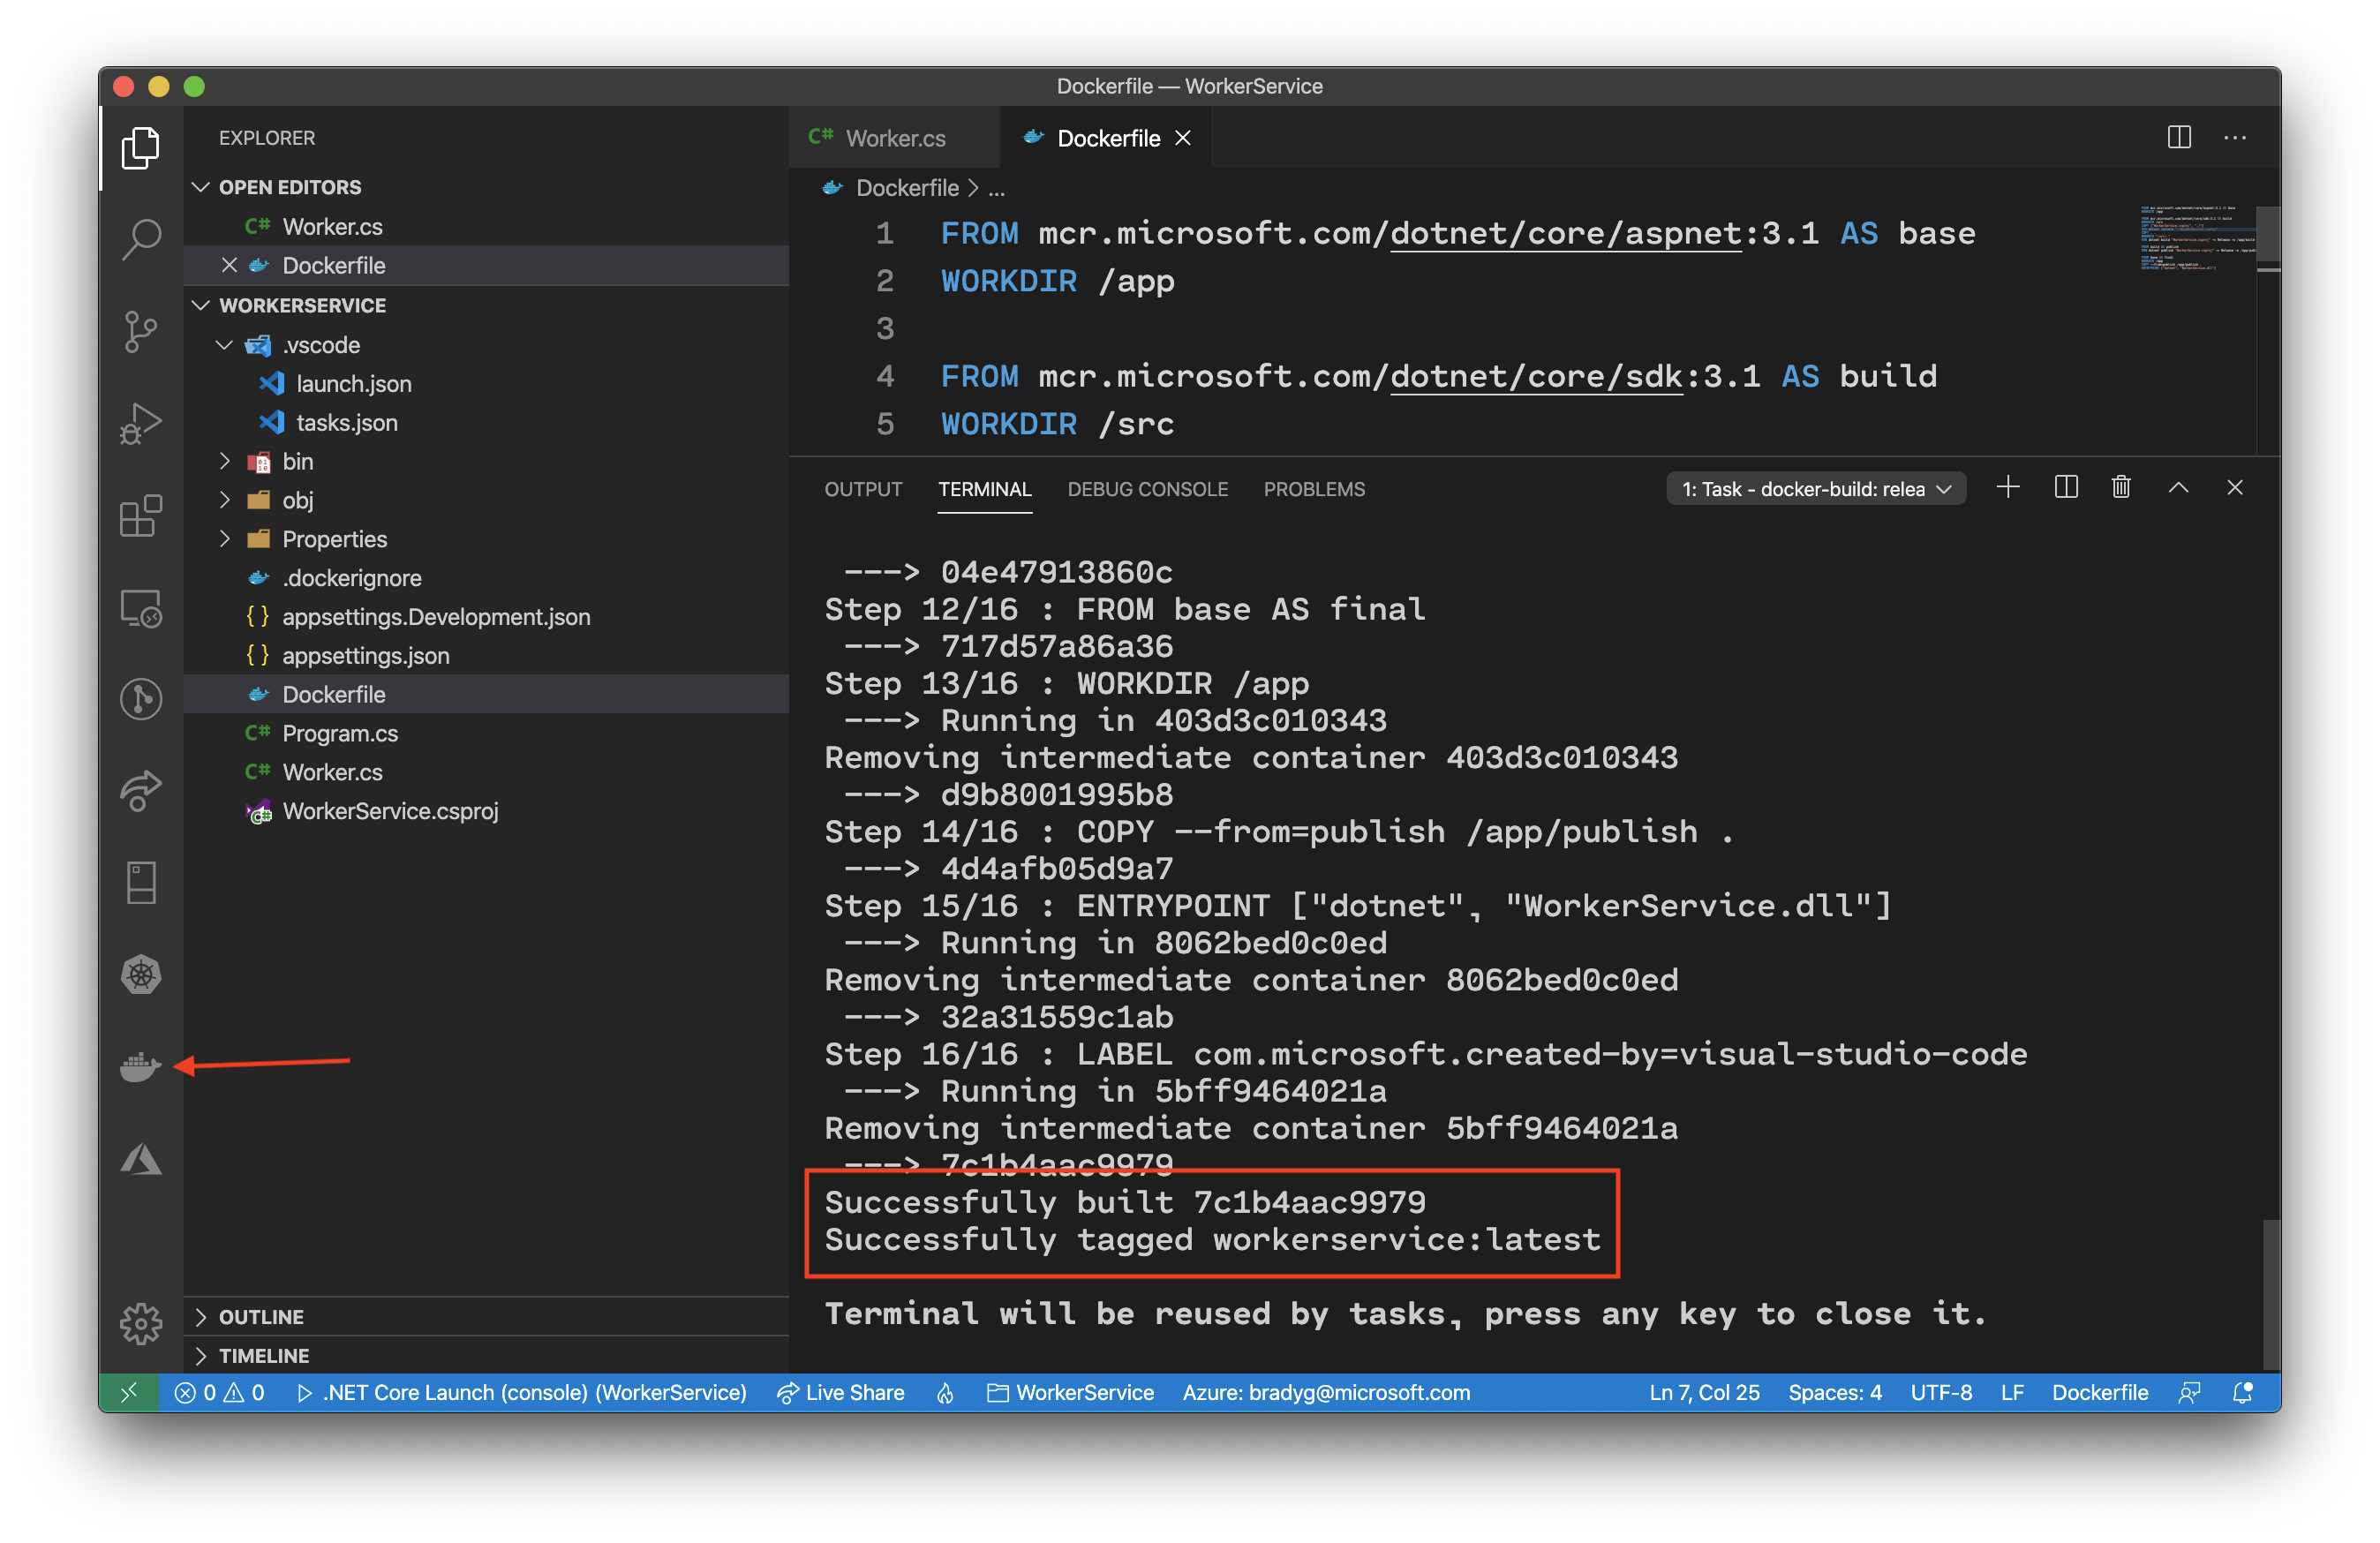 Dockerfile — WorkerService
EXPLORER
OPEN EDITORS
C# Worker.cs
Dockerfile
WORKERSERVICE
.vscode
launch.json
tasks.json
bin
obj
Properties
.dockerignore
{ } appsettings.Development.json
{ } appsettings.json
Dockerfile
C# Program.cs
C# Worker.cs
WorkerService.csproj
OUTLINE
TIMELINE
C# Worker.cs
Dockerfile
Dockerfile > ...
1 FROM mcr.microsoft.com/dotnet/core/aspnet:3.1 AS base
2 WORKDIR /app
3
4 FROM mcr.microsoft.com/dotnet/core/sdk:3.1 AS build
5 WORKDIR /src
OUTPUT TERMINAL DEBUG CONSOLE PROBLEMS 1: Task - docker-build: relea
---> 04e47913860c
Step 12/16 : FROM base AS final
---> 717d57a86a36
Step 13/16 : WORKDIR /app
---> Running in 403d3c010343
Removing intermediate container 403d3c010343
---> d9b8001995b8
Step 14/16 : COPY --from=publish /app/publish .
---> 4d4afb05d9a7
Step 15/16 : ENTRYPOINT ["dotnet", "WorkerService.dll"]
---> Running in 8062bed0c0ed
Removing intermediate container 8062bed0c0ed
---> 32a31559c1ab
Step 16/16 : LABEL com.microsoft.created-by=visual-studio-code
---> Running in 5bff9464021a
Removing intermediate container 5bff9464021a
---> 7c1b4aac9979
Successfully built 7c1b4aac9979
Successfully tagged workerservice:latest
Terminal will be reused by tasks, press any key to close it.
0 0 .NET Core Launch (console) (WorkerService) Live Share WorkerService Azure: bradyg@microsoft.com Ln 7, Col 25 Spaces: 4 UTF-8 LF Dockerfile